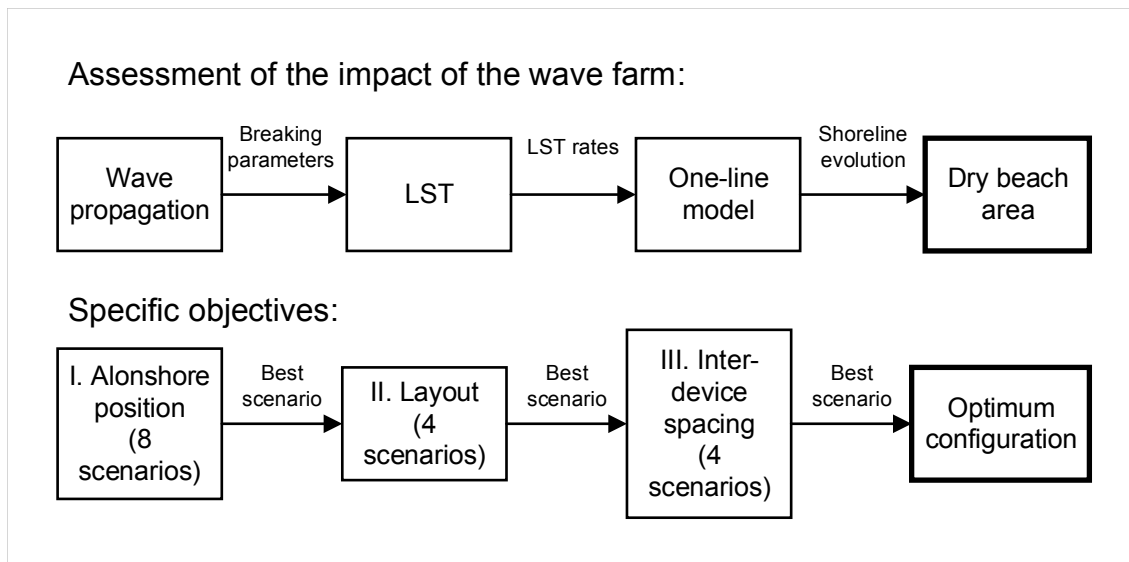 Assessment of the impact of the wave farm:
Wave
propagation
Breaking
parameters
LST
LST rates
One-line
model
Shoreline
evolution
Dry beach
area
Specific objectives:
I. Alonshore
position
(8
scenarios)
Best
scenario
II. Layout
(4
scenarios)
Best
scenario
III. Inter-
device
spacing
(4
scenarios)
Best
scenario
Optimum
configuration